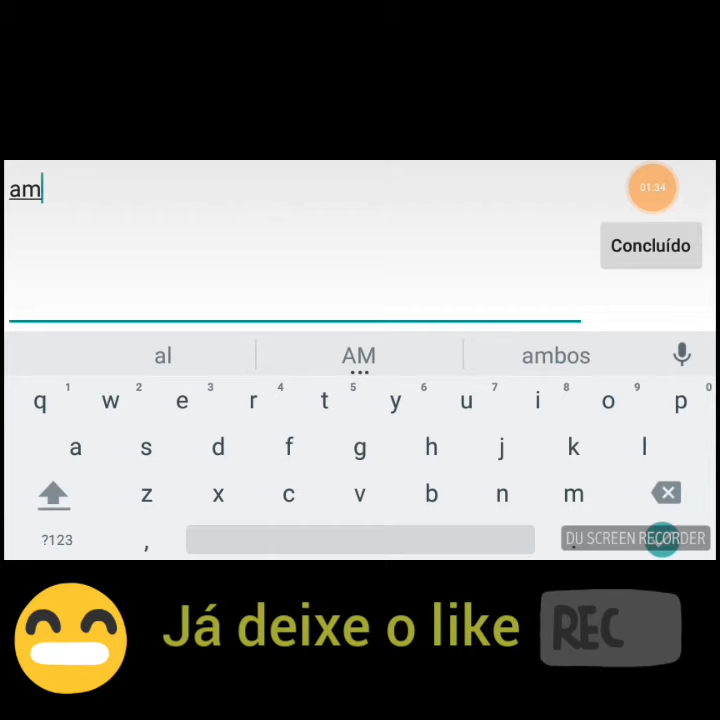 am
01:34
Concluído
al AM ambos
1 2 3 4 5 6 7 8 9 0
q w e r t y u i o p
a s d f g h j k l
z x c v b n m
?123 , . DU SCREEN RECORDER
Já deixe o like REC